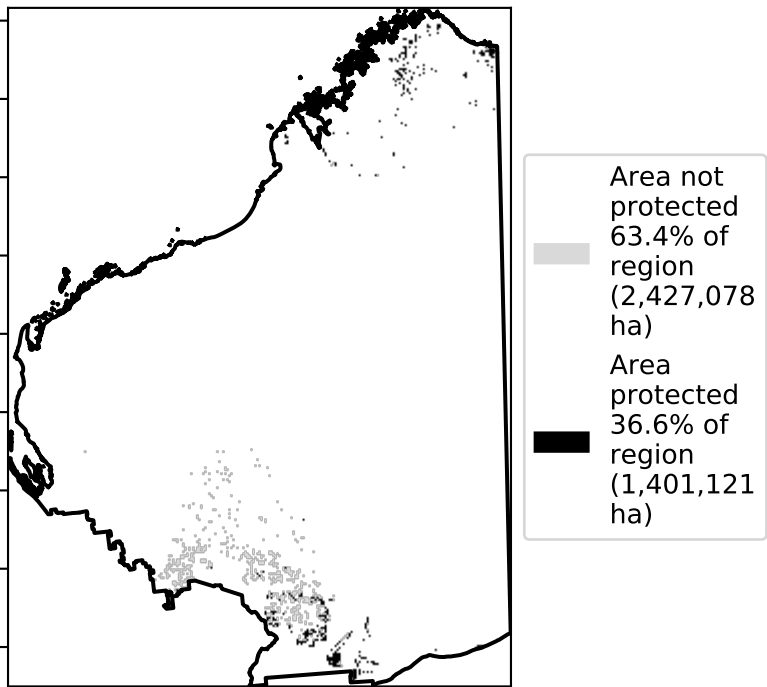 Area not
protected
63.4% of
region
(2,427,078
ha)
Area
protected
36.6% of
region
(1,401,121
ha)